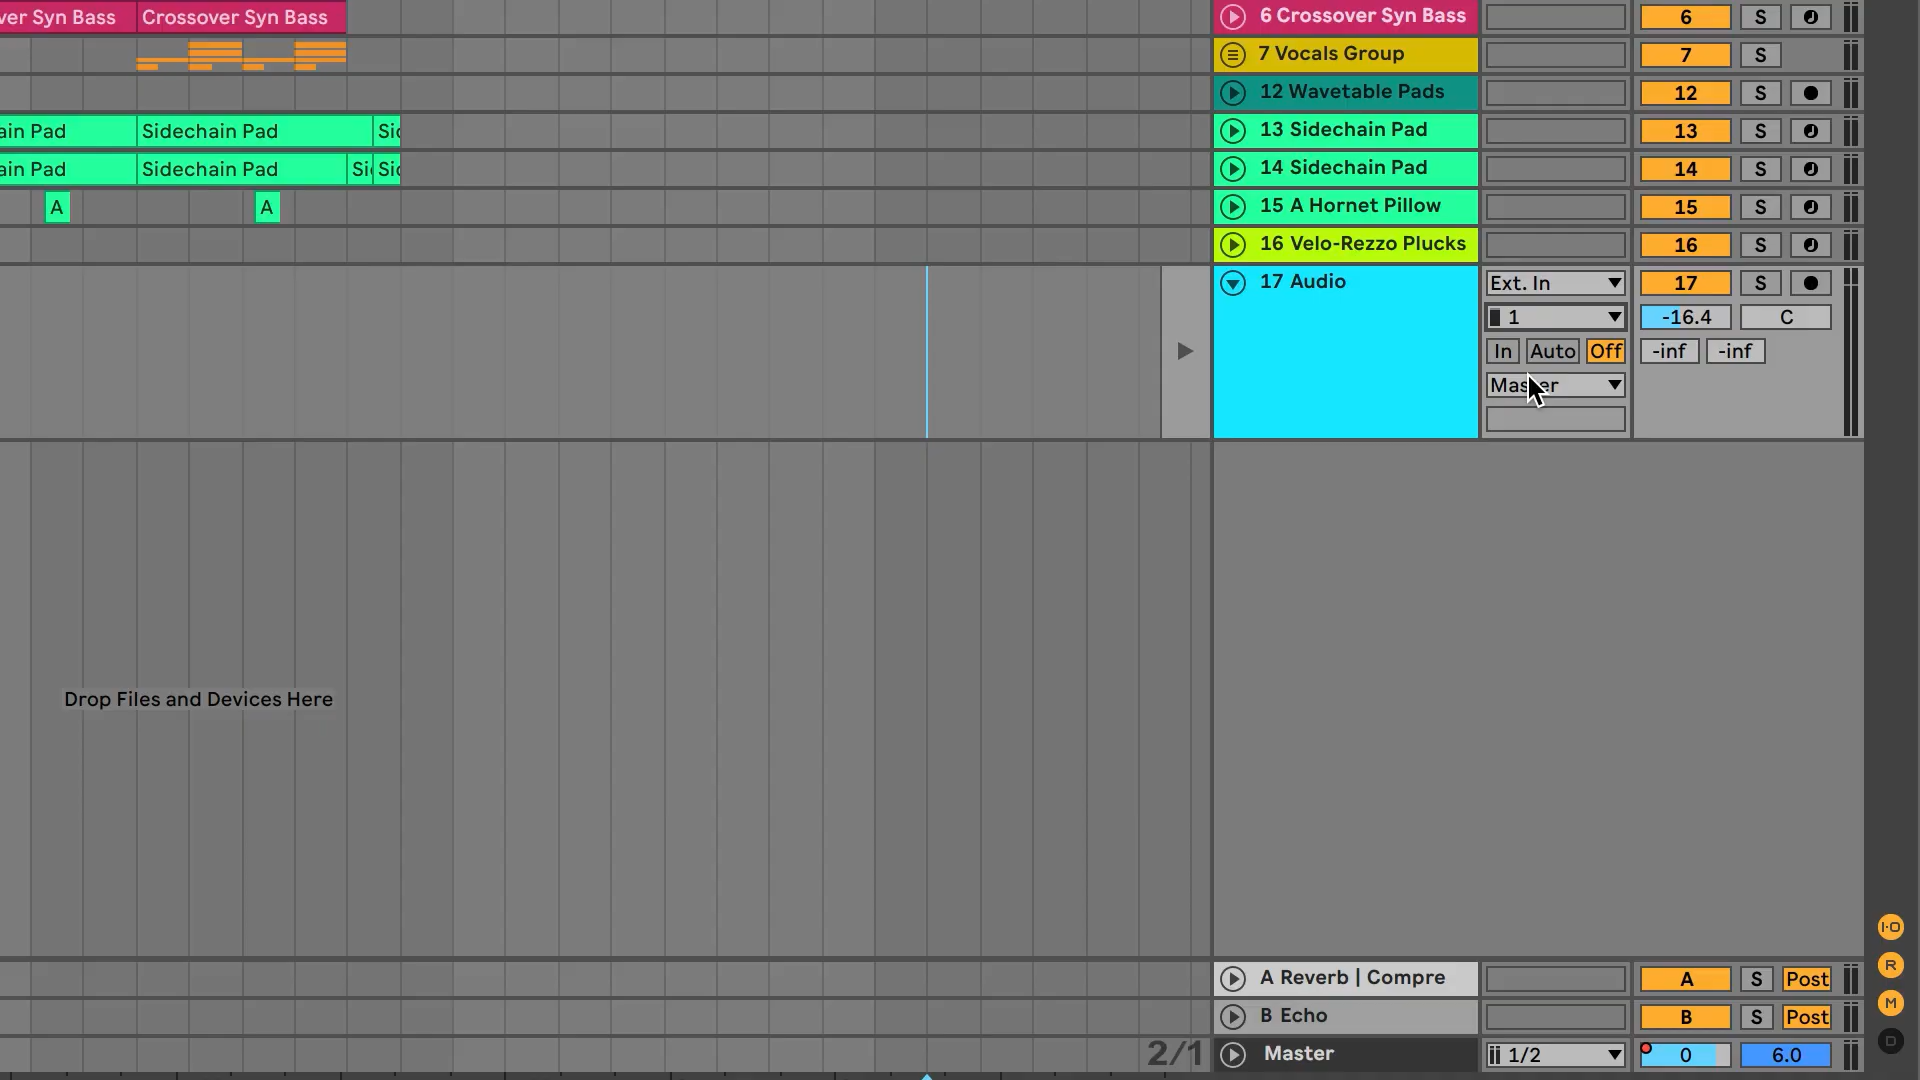 ver Syn Bass Crossover Syn Bass 6 Crossover Syn Bass 6 S
7 Vocals Group 7 S
12 Wavetable Pads 12 S
ain Pad Sidechain Pad Sid 13 Sidechain Pad 13 S
ain Pad Sidechain Pad Si Sid 14 Sidechain Pad 14 S
A A 15 A Hornet Pillow 15 S
16 Velo-Rezzo Plucks 16 S
17 Audio Ext. In 17 S
1 -16.4 C
In Auto Off -inf -inf
Master
Drop Files and Devices Here
I·O
R
A Reverb | Compre A S Post
M
B Echo B S Post
D
2/1 Master 1/2 0 6.0